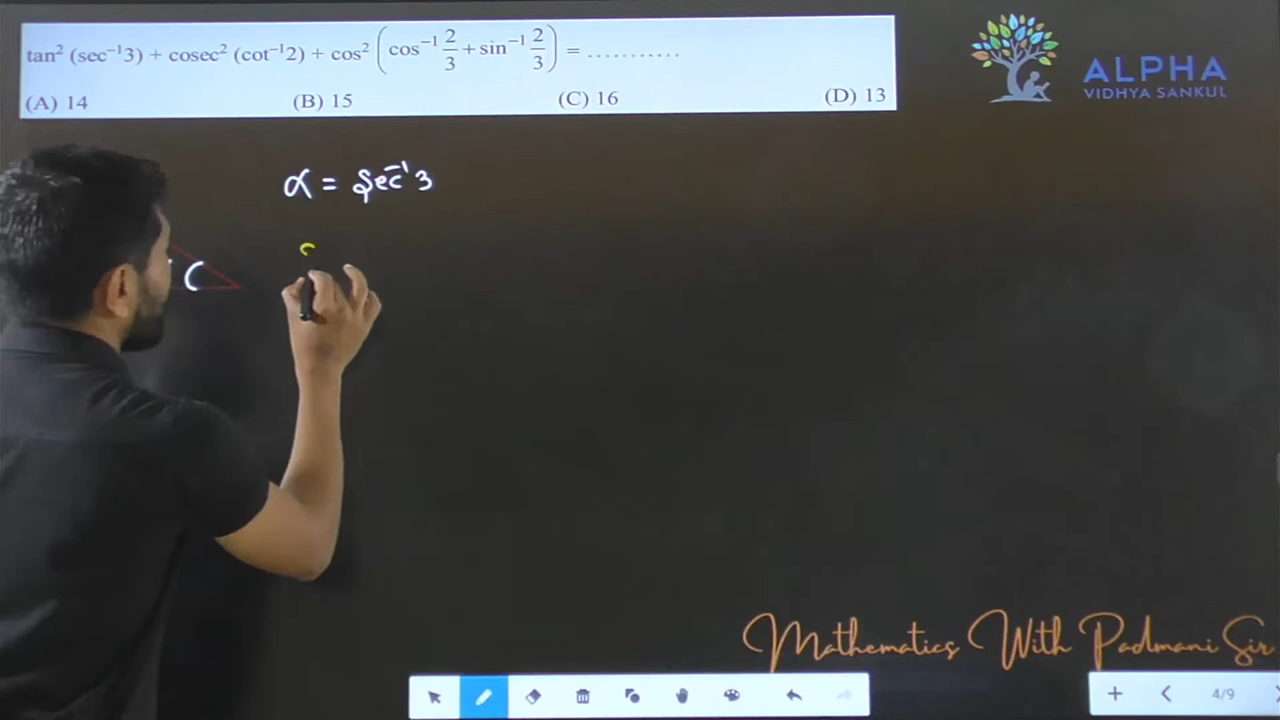 tan² (sec⁻¹3) + cosec² (cot⁻¹2) + cos² (cos⁻¹ 2/3 + sin⁻¹ 2/3) = ...........
(A) 14 (B) 15 (C) 16 (D) 13
ALPHA
VIDHYA SANKUL
α = sec⁻¹ 3
Mathematics With Padmani Sir
4/9